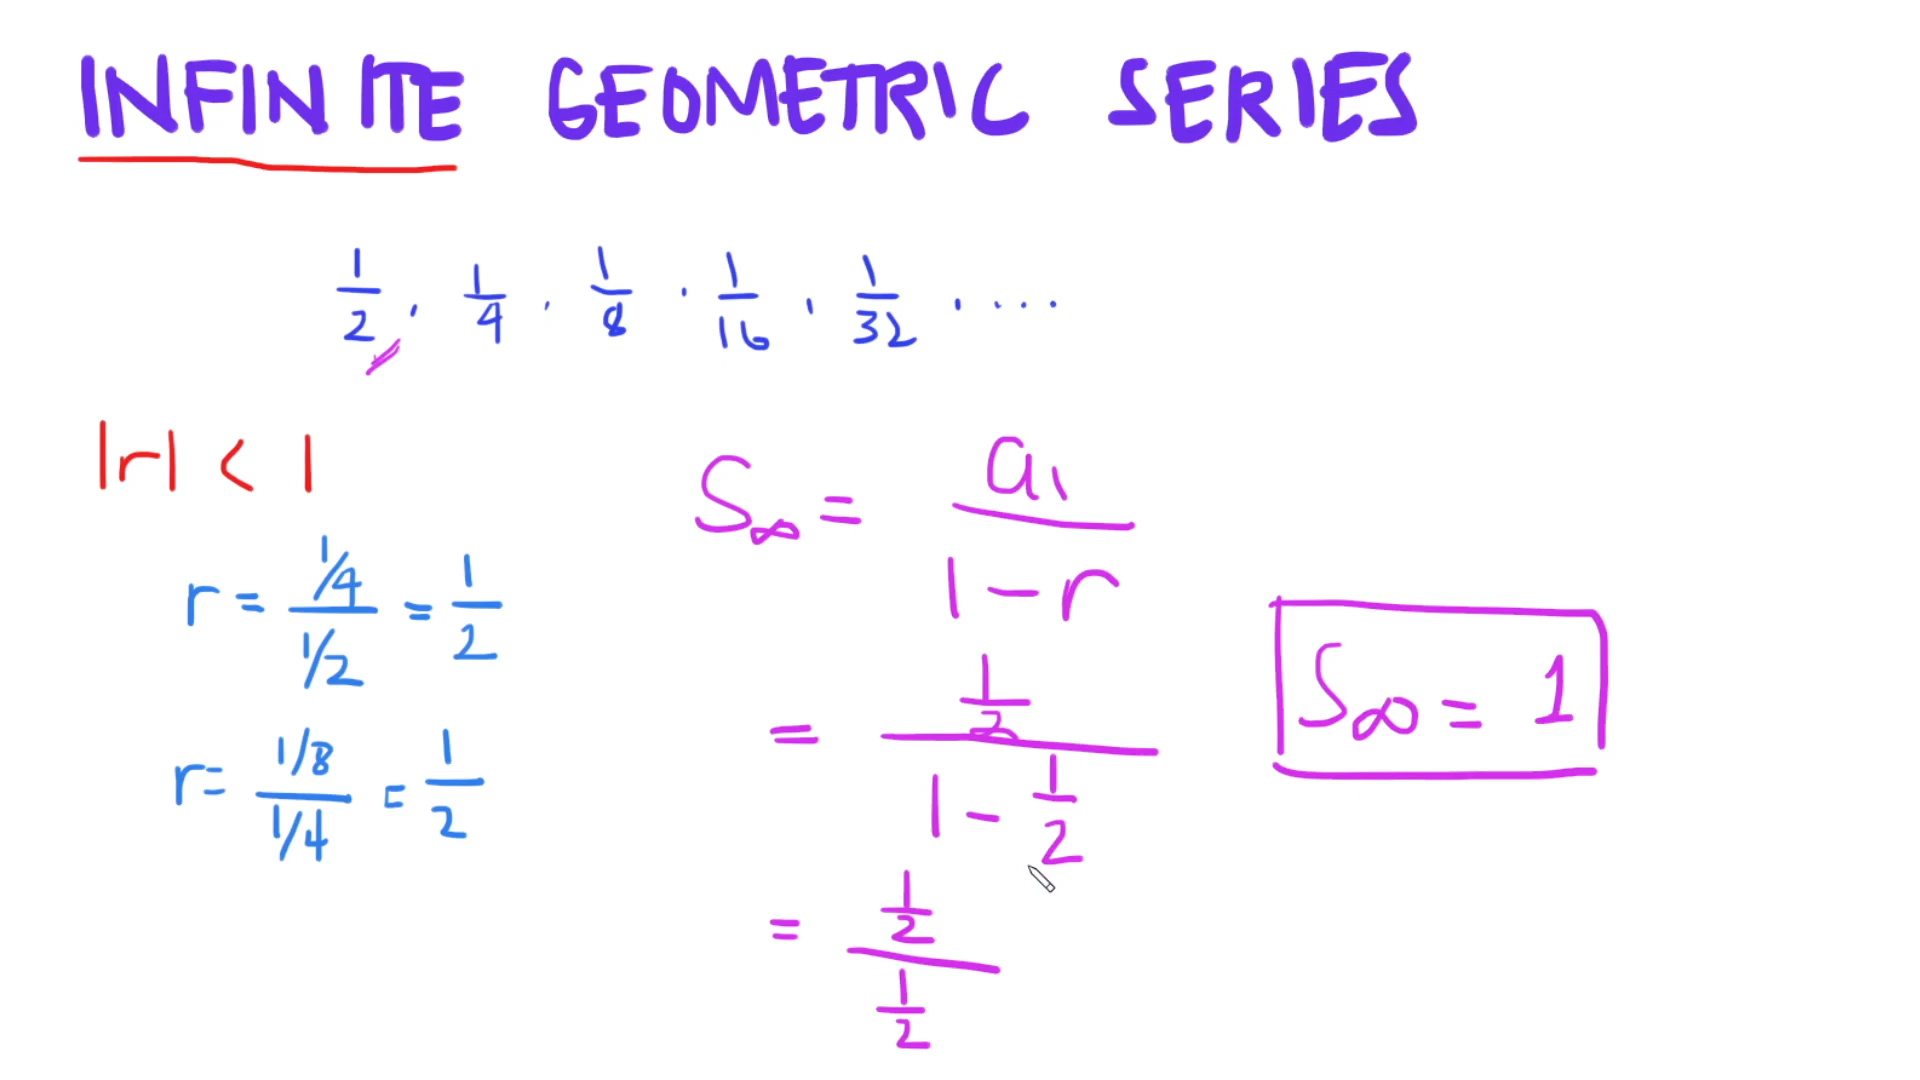 INFINITE GEOMETRIC SERIES
1/2, 1/4, 1/8, 1/16, 1/32, ....
|r| < 1
r = (1/4)/(1/2) = 1/2
r = (1/8)/(1/4) = 1/2
S∞ = a₁/(1 - r)
= (1/2)/(1 - 1/2)
= (1/2)/(1/2)
S∞ = 1